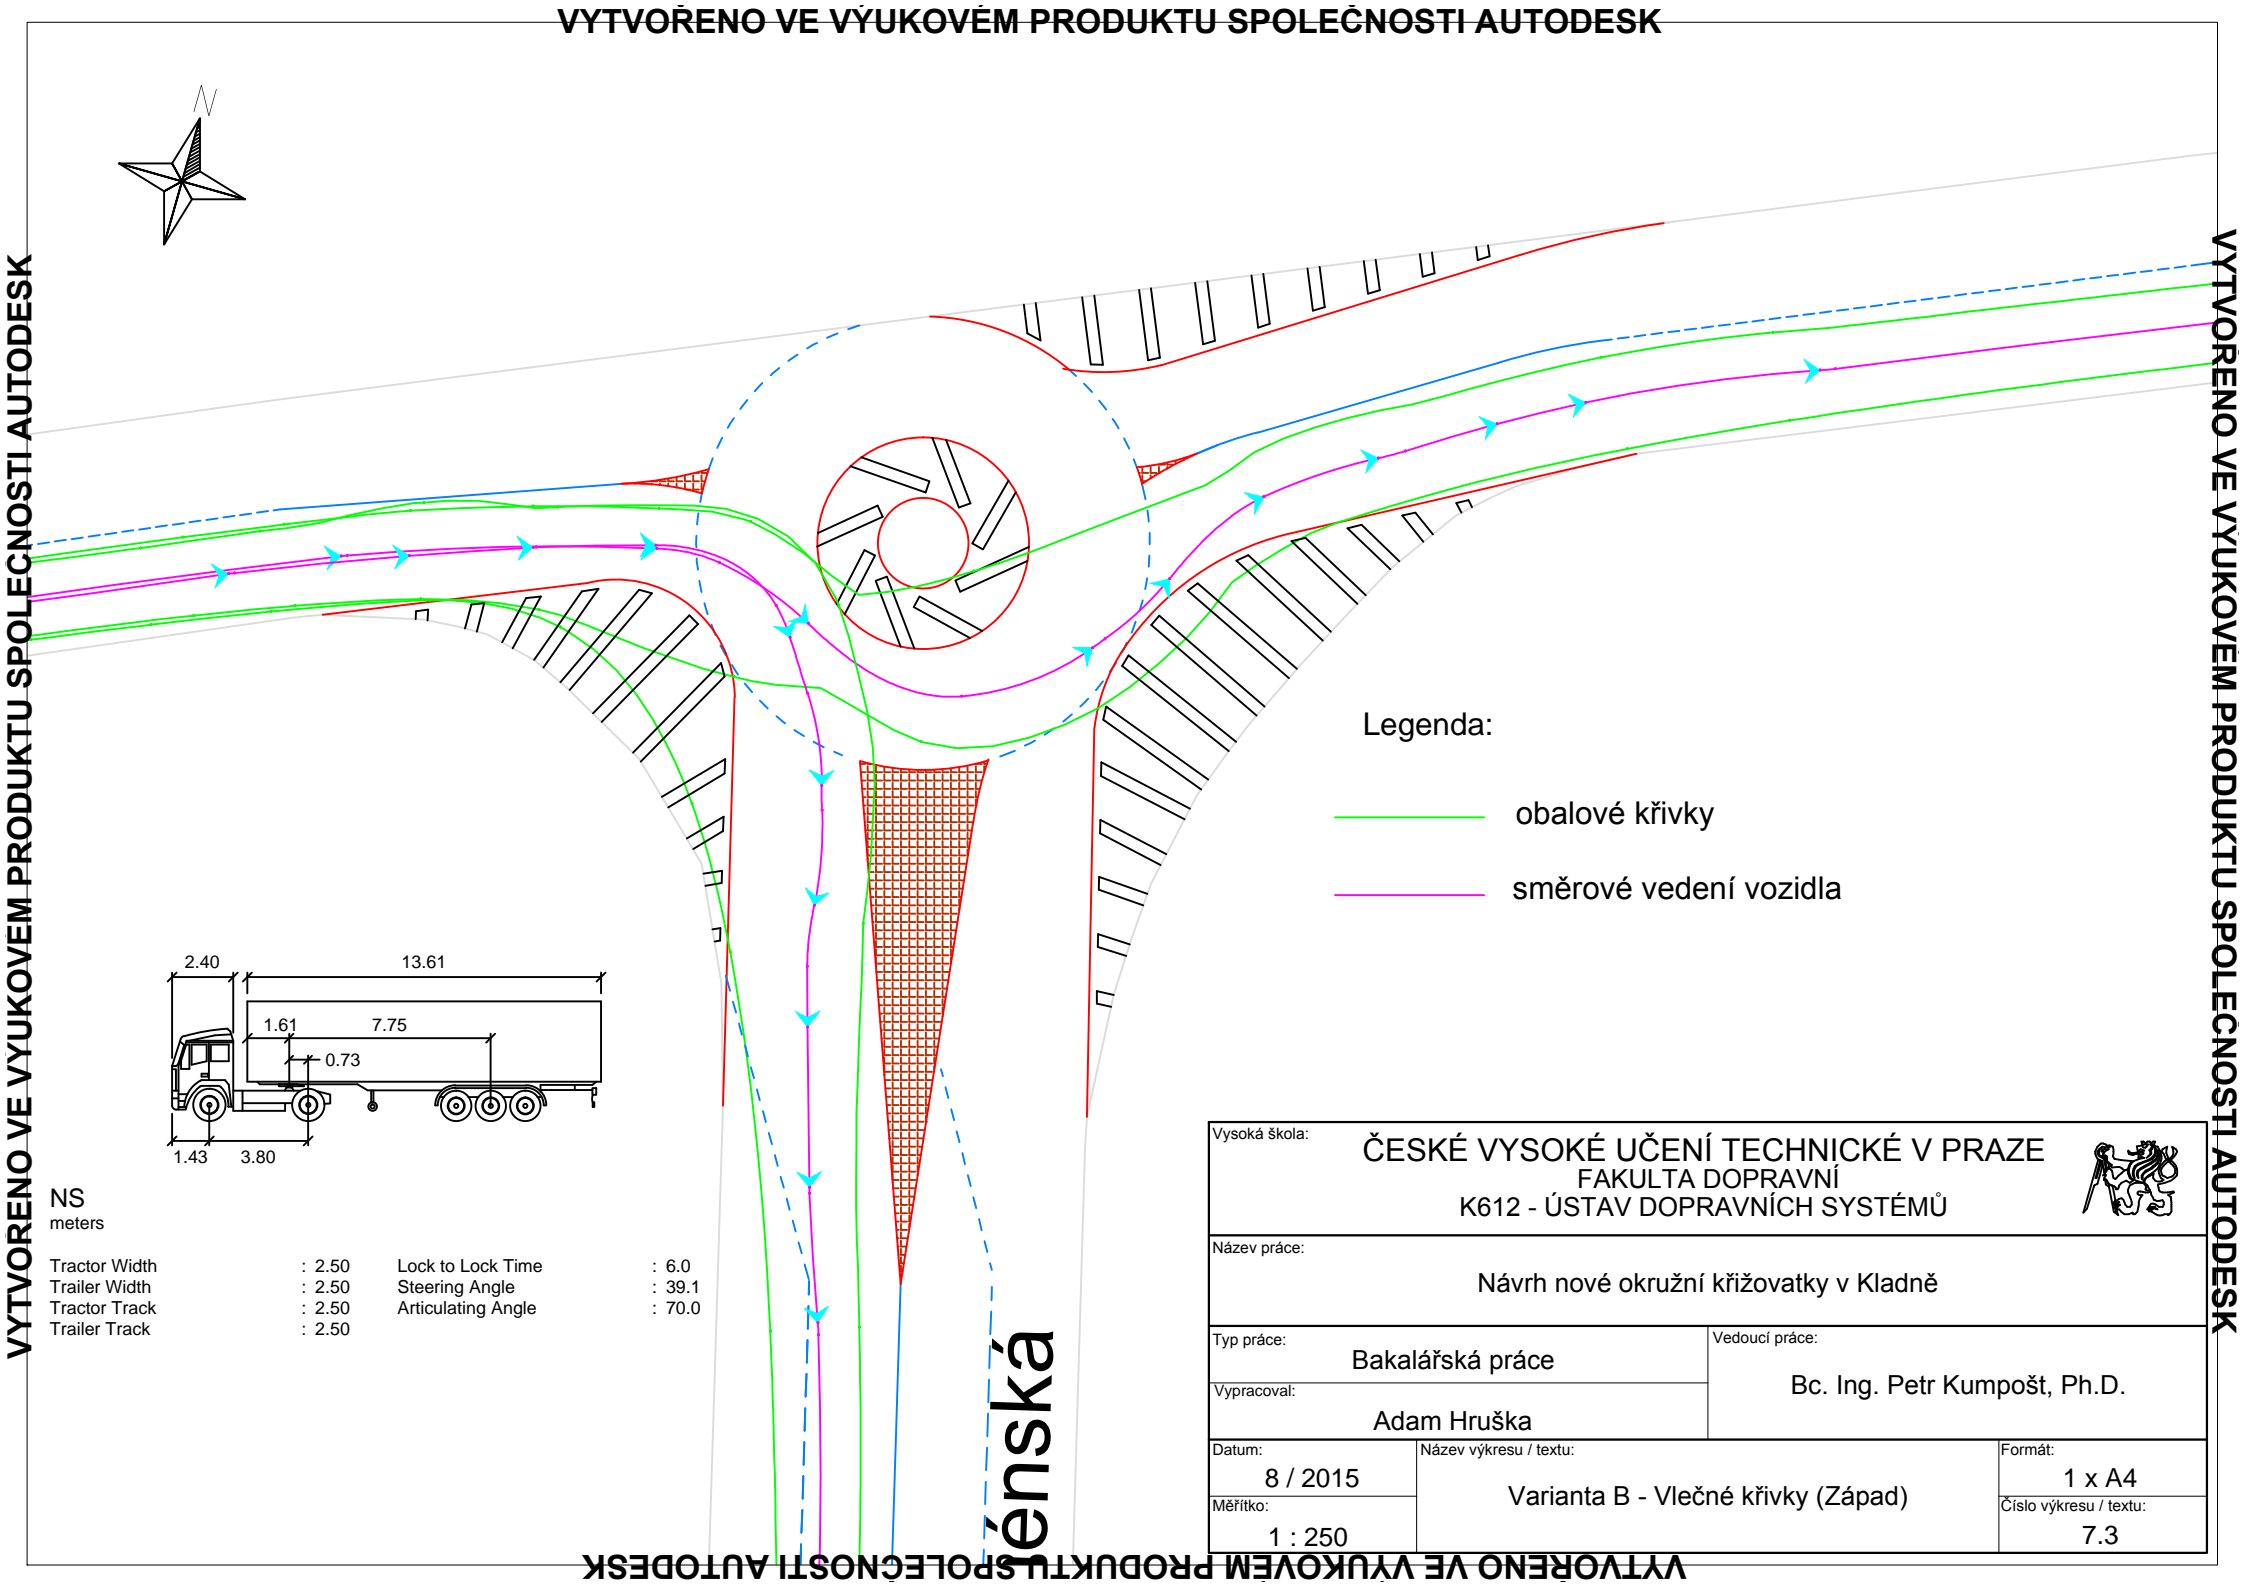 VYTVOŘENO VE VÝUKOVÉM PRODUKTU SPOLEČNOSTI AUTODESK
N
VYTVOŘENO VE VÝUKOVÉM PRODUKTU SPOLEČNOSTI AUTODESK
VYTVOŘENO VE VÝUKOVÉM PRODUKTU SPOLEČNOSTI AUTODESK
Legenda:
obalové křivky
směrové vedení vozidla
2.40
13.61
1.61
7.75
0.73
1.43
3.80
NS
meters
Tractor Width : 2.50 Lock to Lock Time : 6.0
Trailer Width : 2.50 Steering Angle : 39.1
Tractor Track : 2.50 Articulating Angle : 70.0
Trailer Track : 2.50
énská
Vysoká škola:
ČESKÉ VYSOKÉ UČENÍ TECHNICKÉ V PRAZE
FAKULTA DOPRAVNÍ
K612 - ÚSTAV DOPRAVNÍCH SYSTÉMŮ
Název práce:
Návrh nové okružní křižovatky v Kladně
Typ práce:
Bakalářská práce
Vedoucí práce:
Bc. Ing. Petr Kumpošt, Ph.D.
Vypracoval:
Adam Hruška
Datum:
8 / 2015
Název výkresu / textu:
Varianta B - Vlečné křivky (Západ)
Formát:
1 x A4
Měřítko:
1 : 250
Číslo výkresu / textu:
7.3
VYTVOŘENO VE VÝUKOVÉM PRODUKTU SPOLEČNOSTI AUTODESK